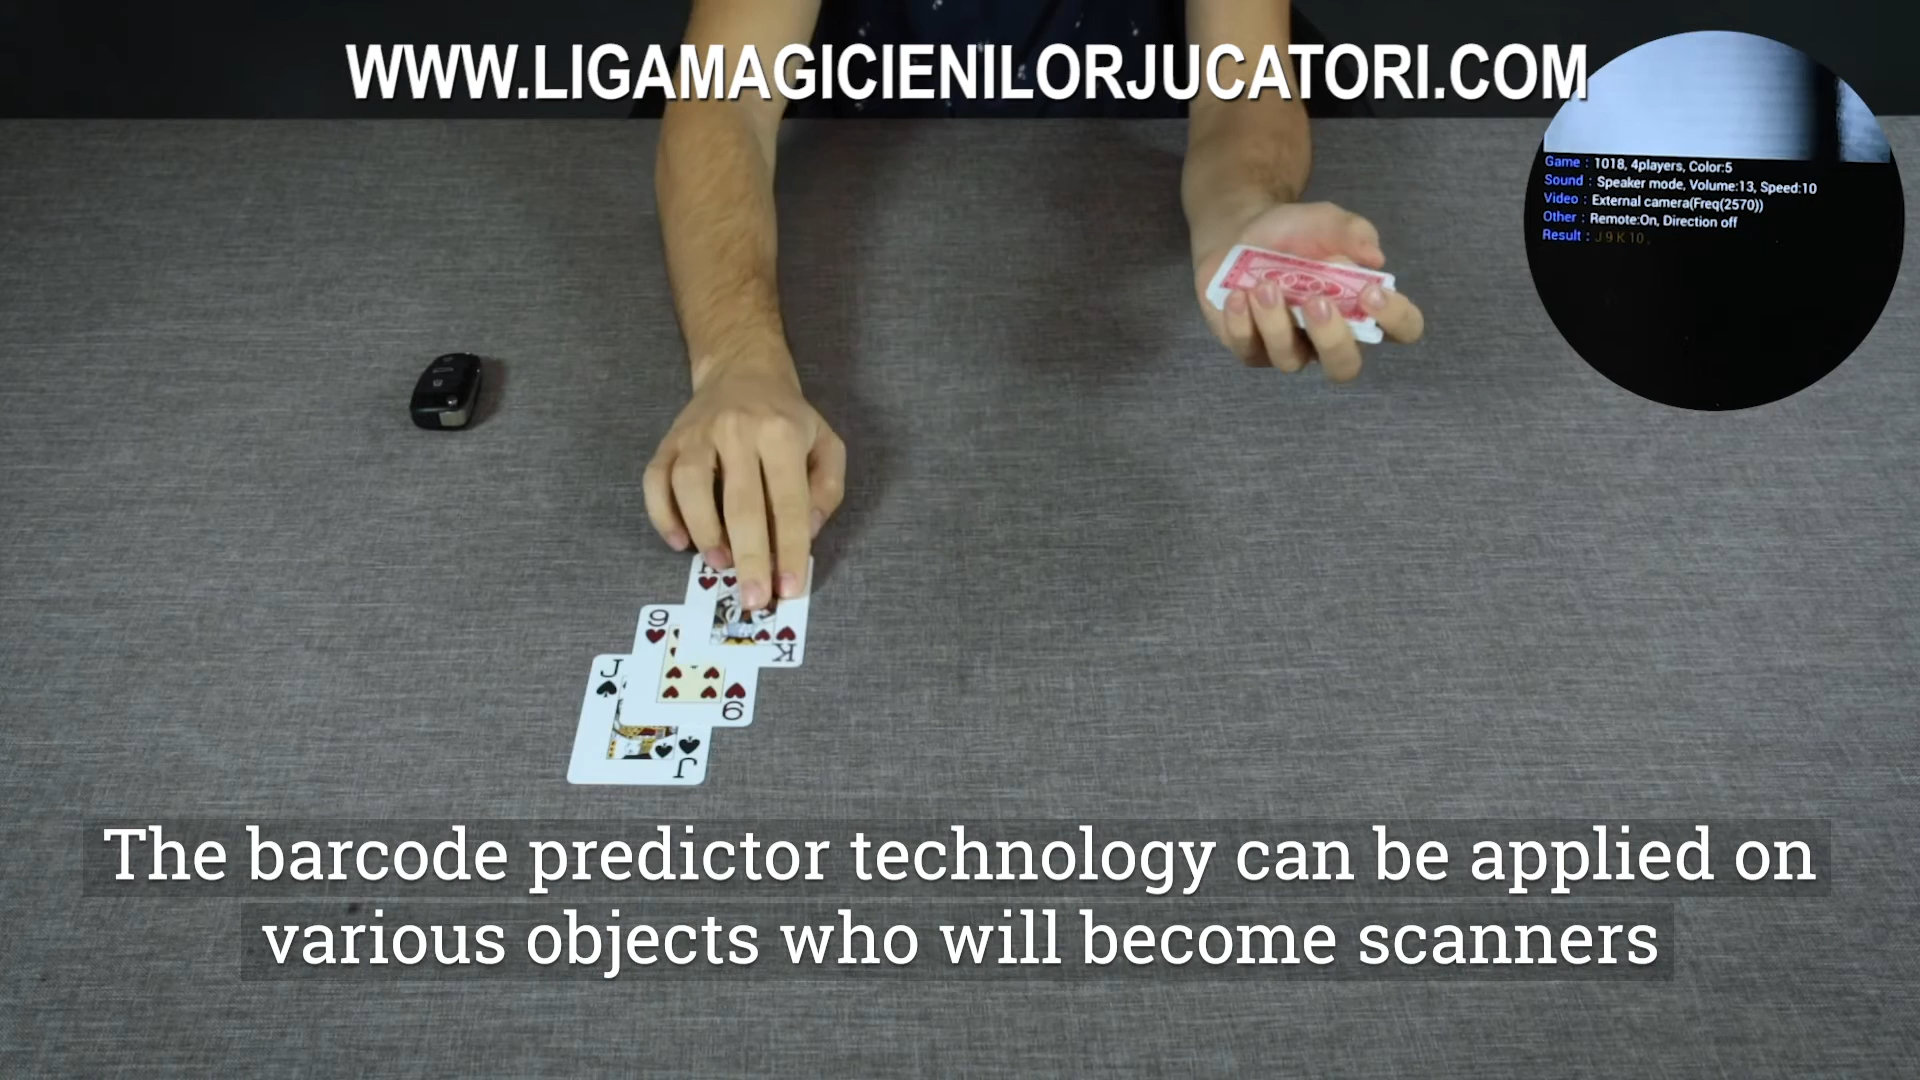 WWW.LIGAMAGICIENILORJUCATORI.COM
Game : 1018, 4players, Color:5
Sound : Speaker mode, Volume:13, Speed:10
Video : External camera(Freq(2570))
Other : Remote:On, Direction off
Result : J 9 K 10
K
9
9
J
J
The barcode predictor technology can be applied on
various objects who will become scanners